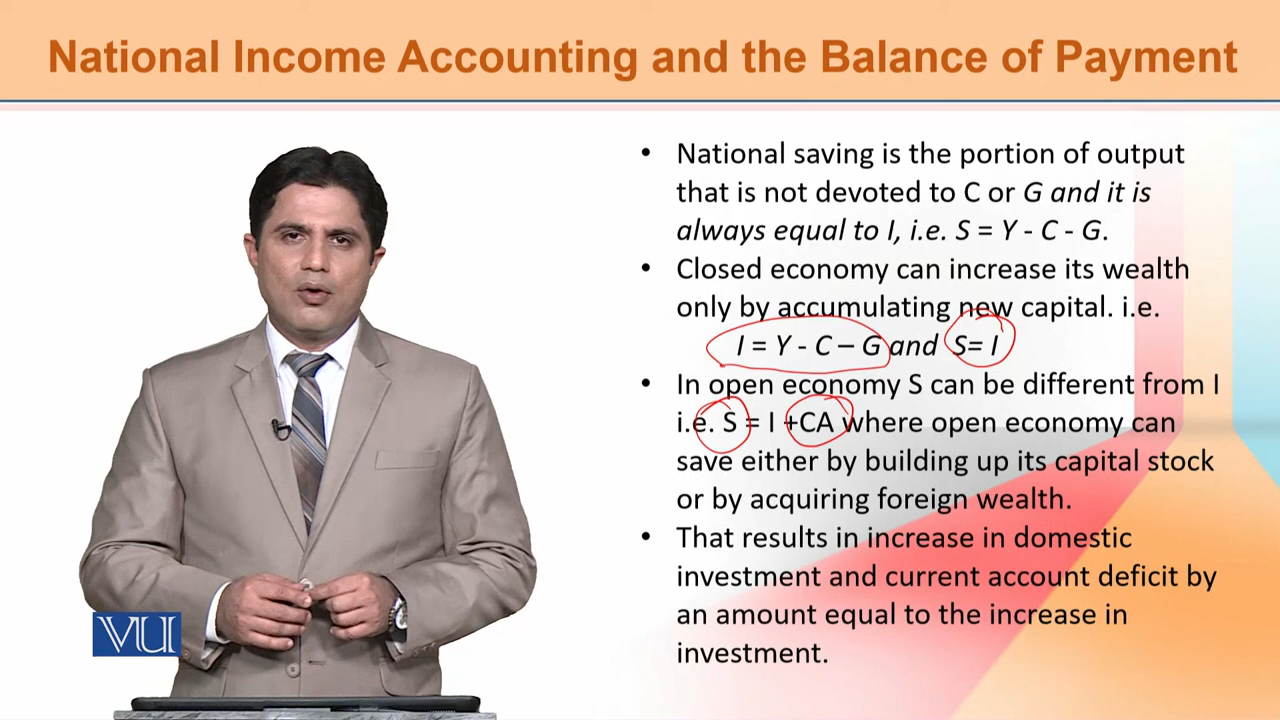 National Income Accounting and the Balance of Payment
• National saving is the portion of output
that is not devoted to C or G and it is
always equal to I, i.e. S = Y - C - G.
• Closed economy can increase its wealth
only by accumulating new capital. i.e.
I = Y - C – G and S= I
• In open economy S can be different from I
i.e. S = I +CA where open economy can
save either by building up its capital stock
or by acquiring foreign wealth.
• That results in increase in domestic
investment and current account deficit by
an amount equal to the increase in
investment.
VU